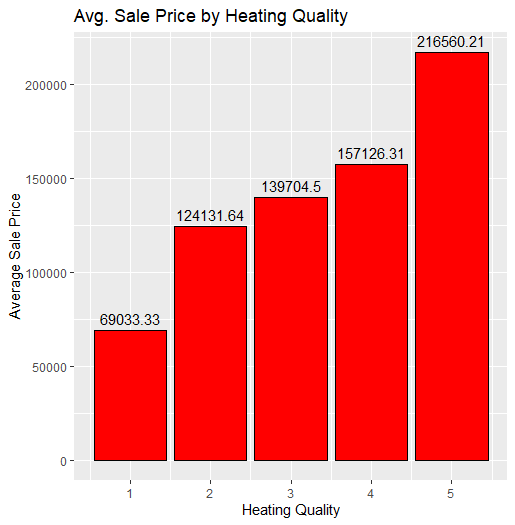 Avg. Sale Price by Heating Quality
216560.21
200000
157126.31
150000
139704.5
124131.64
Average Sale Price
100000
69033.33
50000
0
1 2 3 4 5
Heating Quality